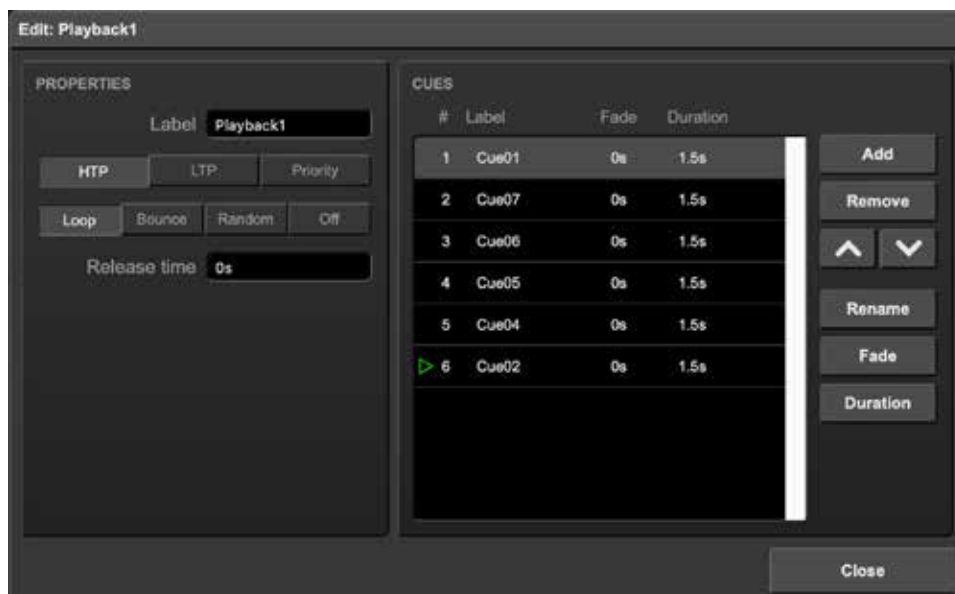 Edit: Playback1
PROPERTIES
Label Playback1
HTP LTP Priority
Loop Bounce Random Off
Release time 0s
CUES
# Label Fade Duration
1 Cue01 0s 1.5s
2 Cue07 0s 1.5s
3 Cue06 0s 1.5s
4 Cue05 0s 1.5s
5 Cue04 0s 1.5s
6 Cue02 0s 1.5s
Add
Remove
Rename
Fade
Duration
Close